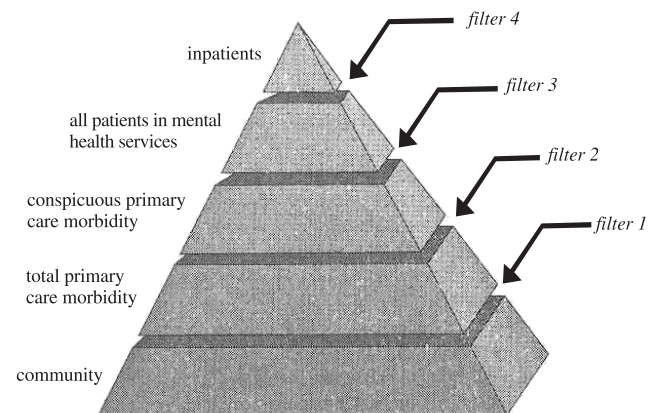 filter 4
inpatients
filter 3
all patients in mental
health services
filter 2
conspicuous primary
care morbidity
filter 1
total primary
care morbidity
community